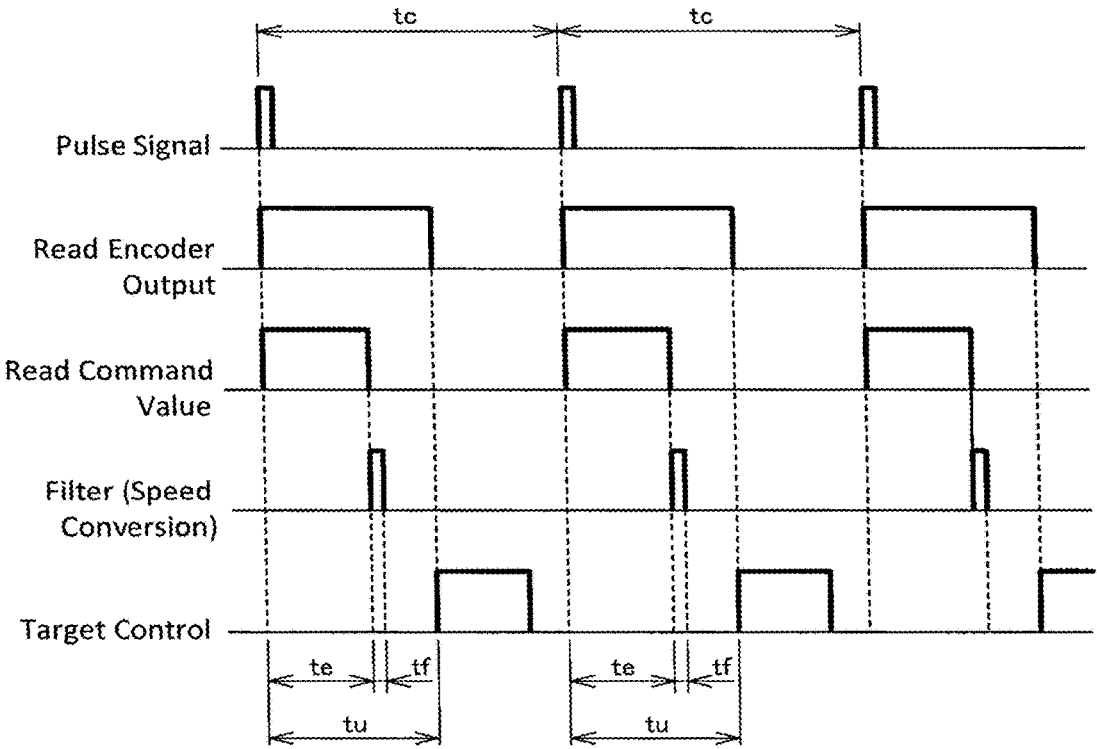 tc tc
Pulse Signal
Read Encoder
Output
Read Command
Value
Filter (Speed
Conversion)
Target Control
te tf te tf
tu tu